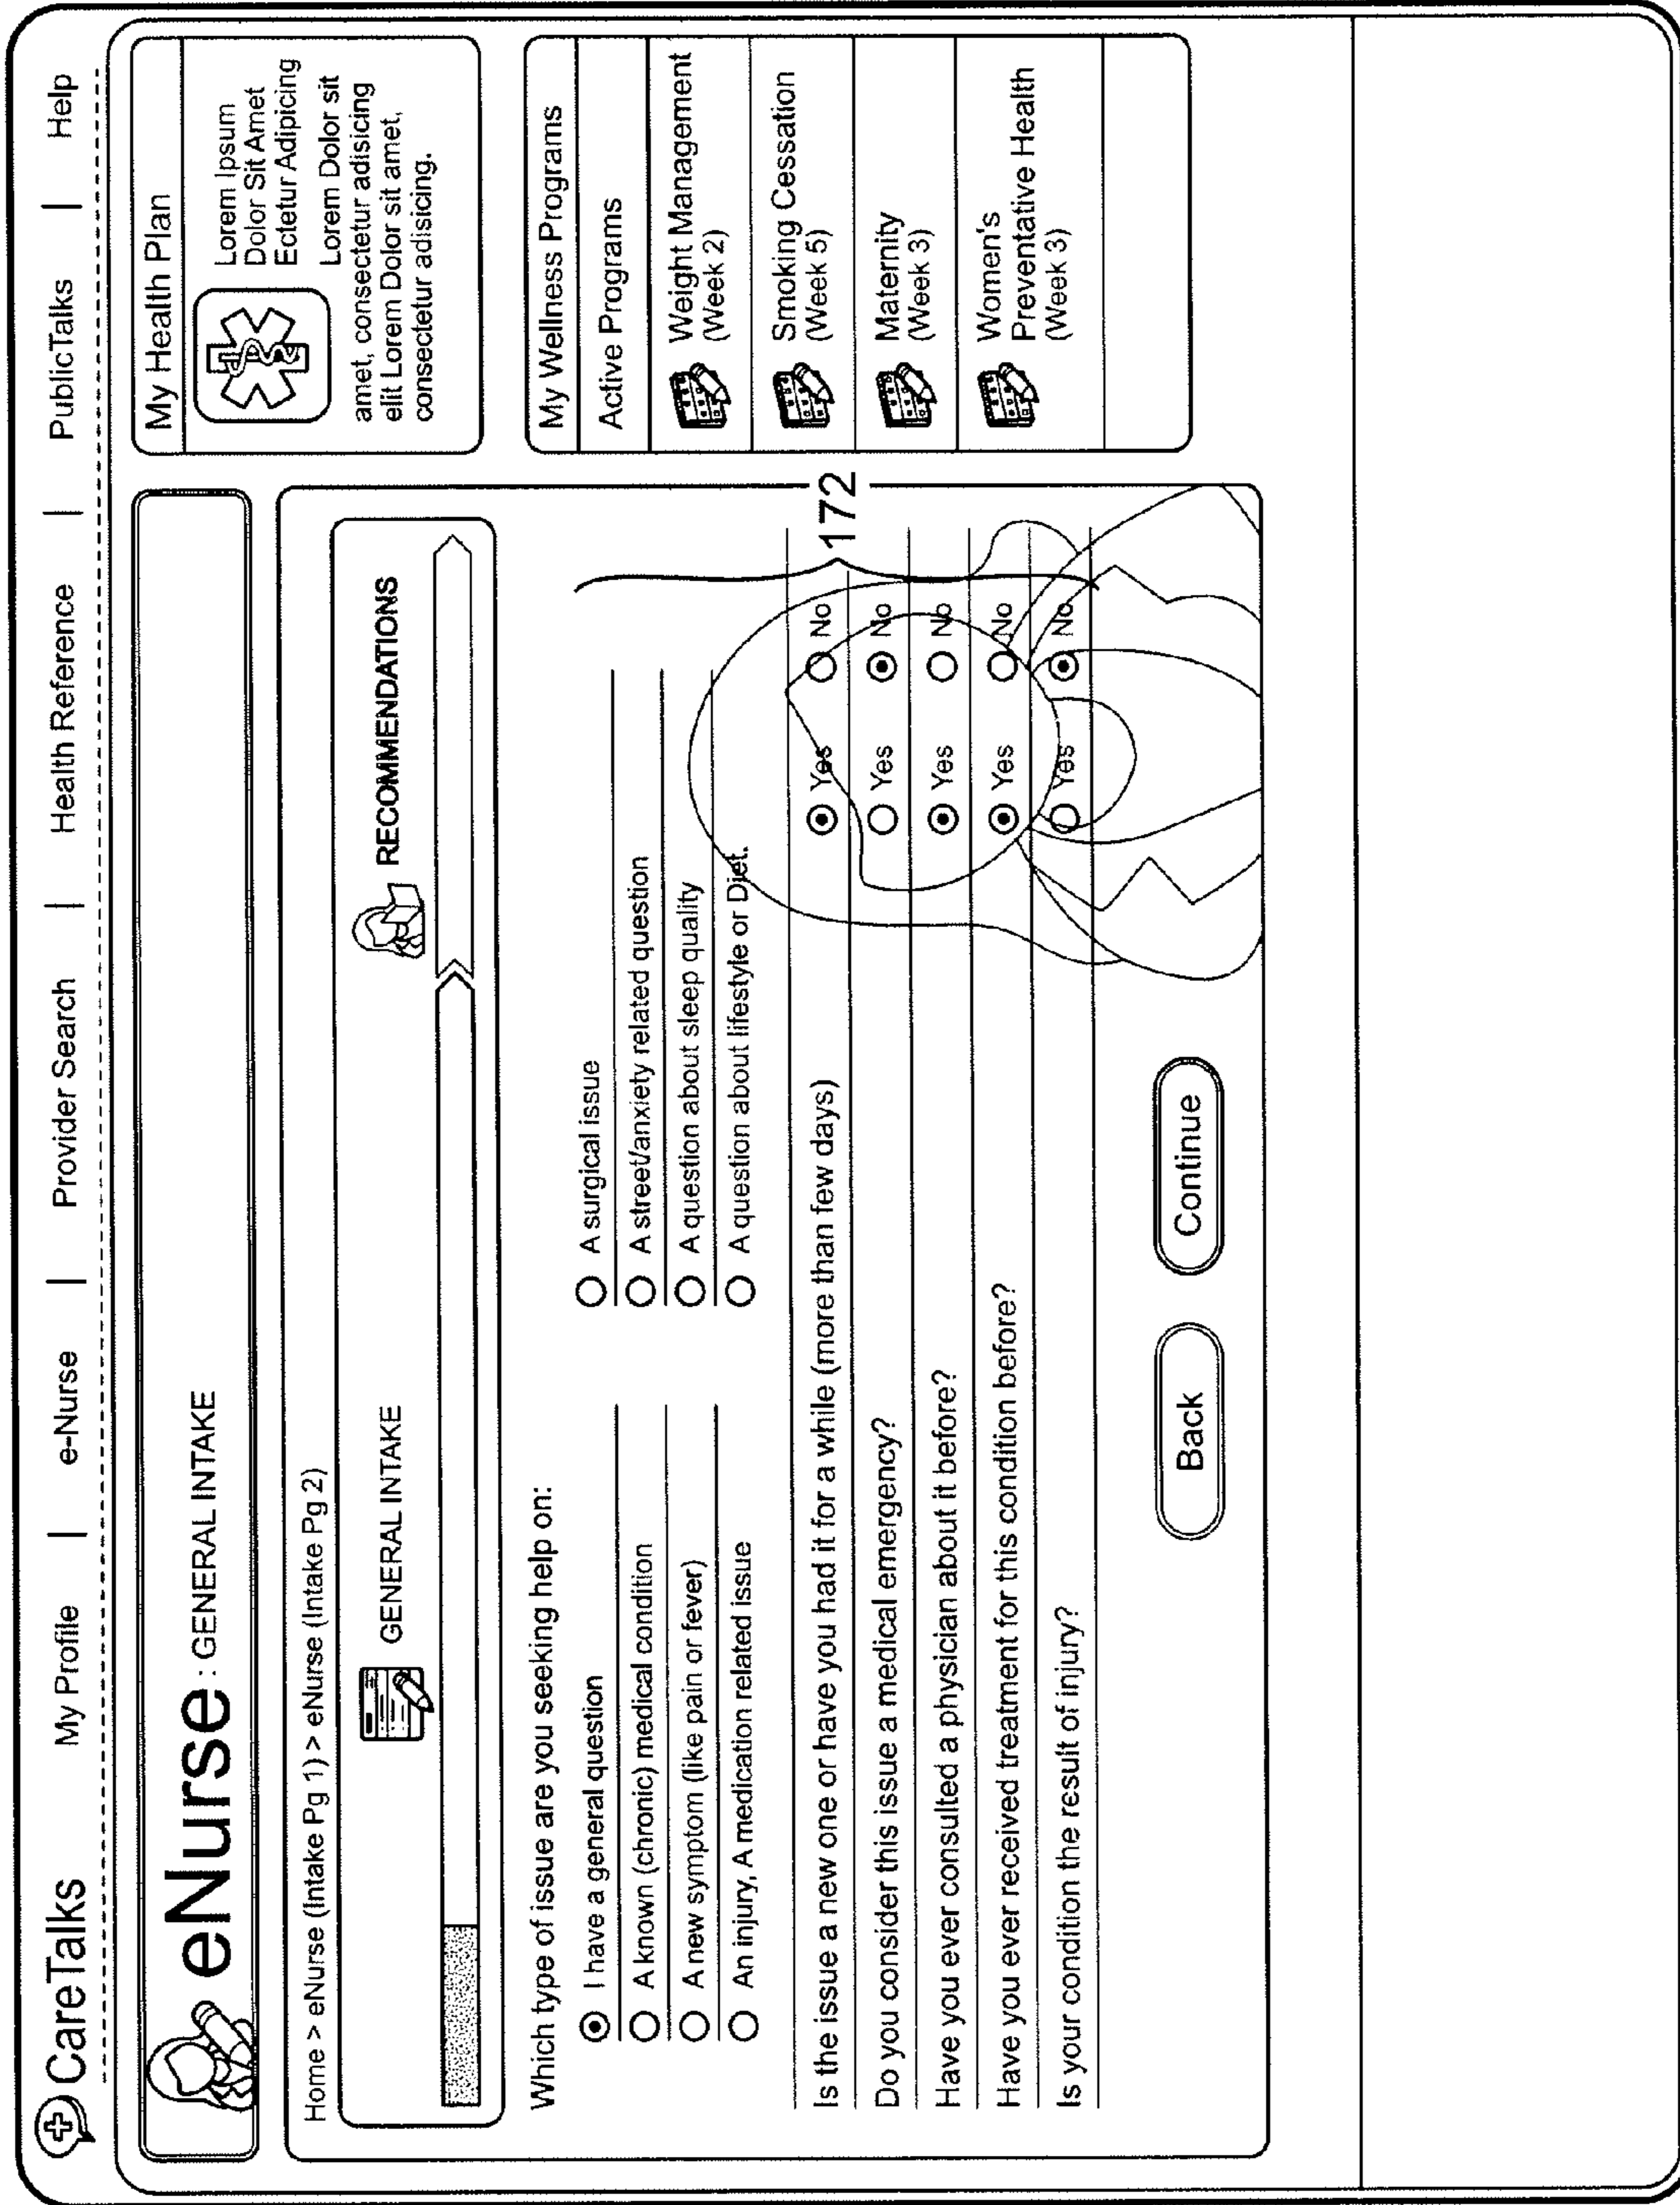 CareTalks
My Profile | e-Nurse | Provider Search | Health Reference | PublicTalks | Help
eNurse : GENERAL INTAKE
Home > eNurse (Intake Pg 1) > eNurse (Intake Pg 2)
GENERAL INTAKE
RECOMMENDATIONS
Which type of issue are you seeking help on:
I have a general question
A known (chronic) medical condition
A new symptom (like pain or fever)
An injury, A medication related issue
A surgical issue
A street/anxiety related question
A question about sleep quality
A question about lifestyle or Diet.
Is the issue a new one or have you had it for a while (more than few days) Yes No
Do you consider this issue a medical emergency? Yes No
Have you ever consulted a physician about it before? Yes No
Have you ever received treatment for this condition before? Yes No
Is your condition the result of injury? Yes No
172
Back
Continue
My Health Plan
Lorem Ipsum
Dolor Sit Amet
Ectetur Adipicing
Lorem Dolor sit
amet, consectetur adisicing
elit Lorem Dolor sit amet,
consectetur adisicing.
My Wellness Programs
Active Programs
Weight Management
(Week 2)
Smoking Cessation
(Week 5)
Maternity
(Week 3)
Women's
Preventative Health
(Week 3)